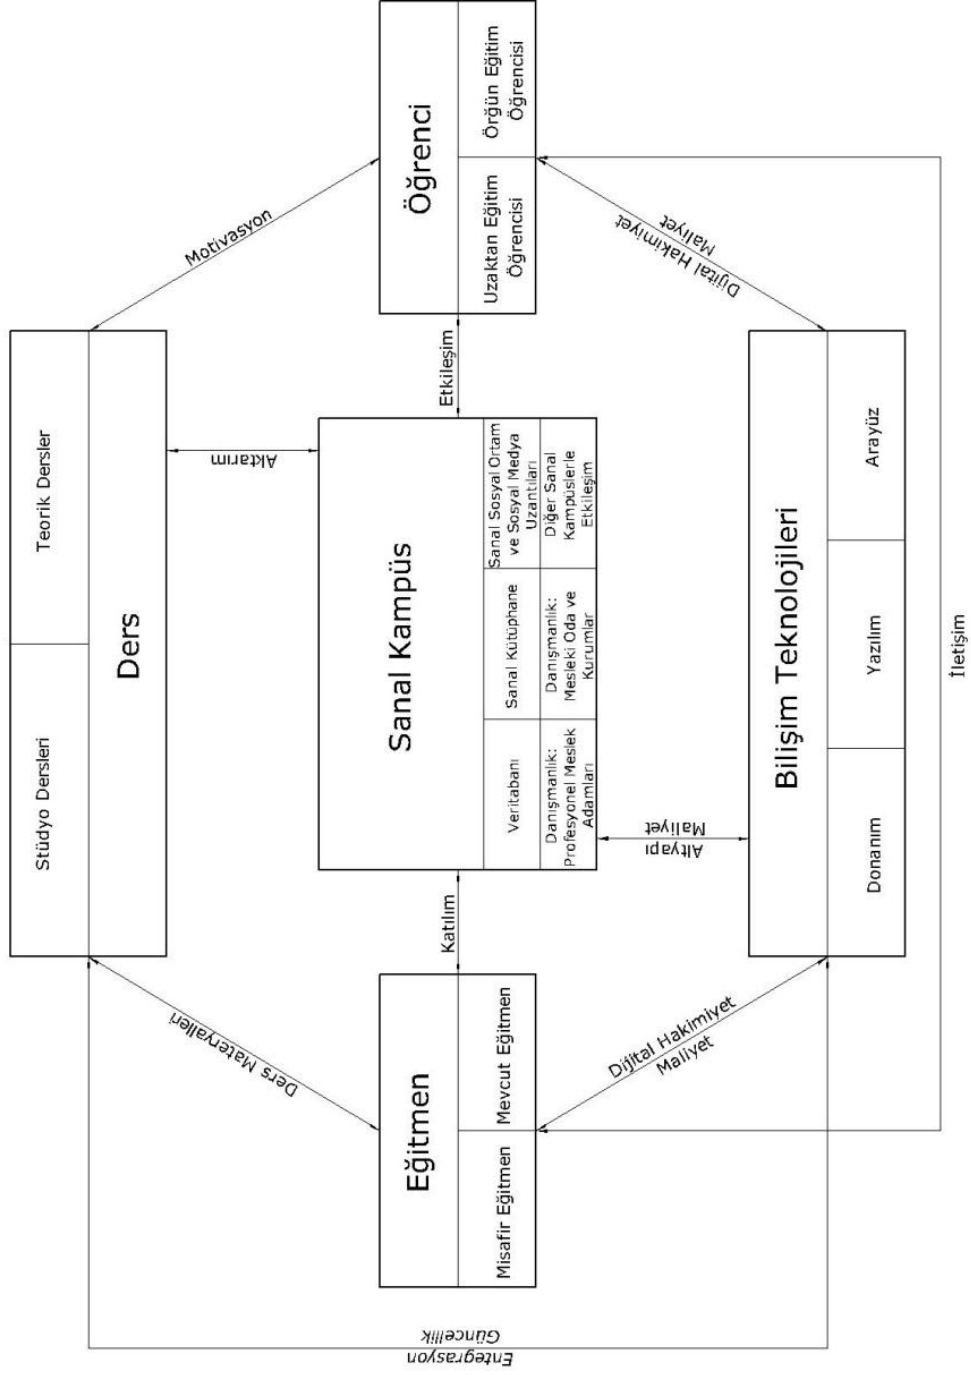 Stüdyo Dersleri
Teorik Dersler
Ders
Ders Materyalleri
Aktarım
Motivasyon
Entegrasyon
Güncellik
Eğitmen
Misafir Eğitmen
Mevcut Eğitmen
Katılım
Sanal Kampüs
Veritabanı
Sanal Kütüphane
Sanal Sosyal Ortam
ve Sosyal Medya
Uzantıları
Danışmanlık:
Profesyonel Meslek
Adamları
Danışmanlık:
Mesleki Oda ve
Kurumlar
Diğer Sanal
Kampüslerle
Etkileşim
Etkileşim
Öğrenci
Uzaktan Eğitim
Öğrencisi
Örğün Eğitim
Öğrencisi
Dijital Hakimiyet
Maliyet
Altyapı
Maliyet
Maliyet
Dijital Hakimiyet
Bilişim Teknolojileri
Donanım
Yazılım
Arayüz
İletişim